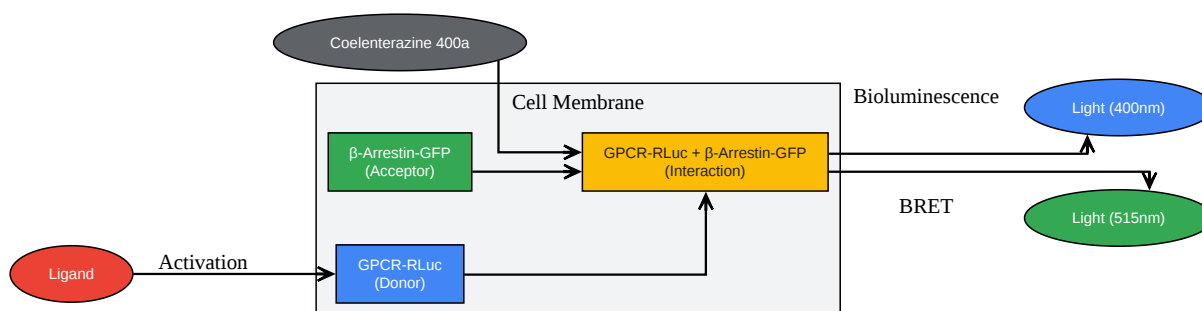 Coelenterazine 400a
Cell Membrane
Bioluminescence
Light (400nm)
β-Arrestin-GFP
(Acceptor)
GPCR-RLuc + β-Arrestin-GFP
(Interaction)
BRET
Light (515nm)
Ligand
Activation
GPCR-RLuc
(Donor)